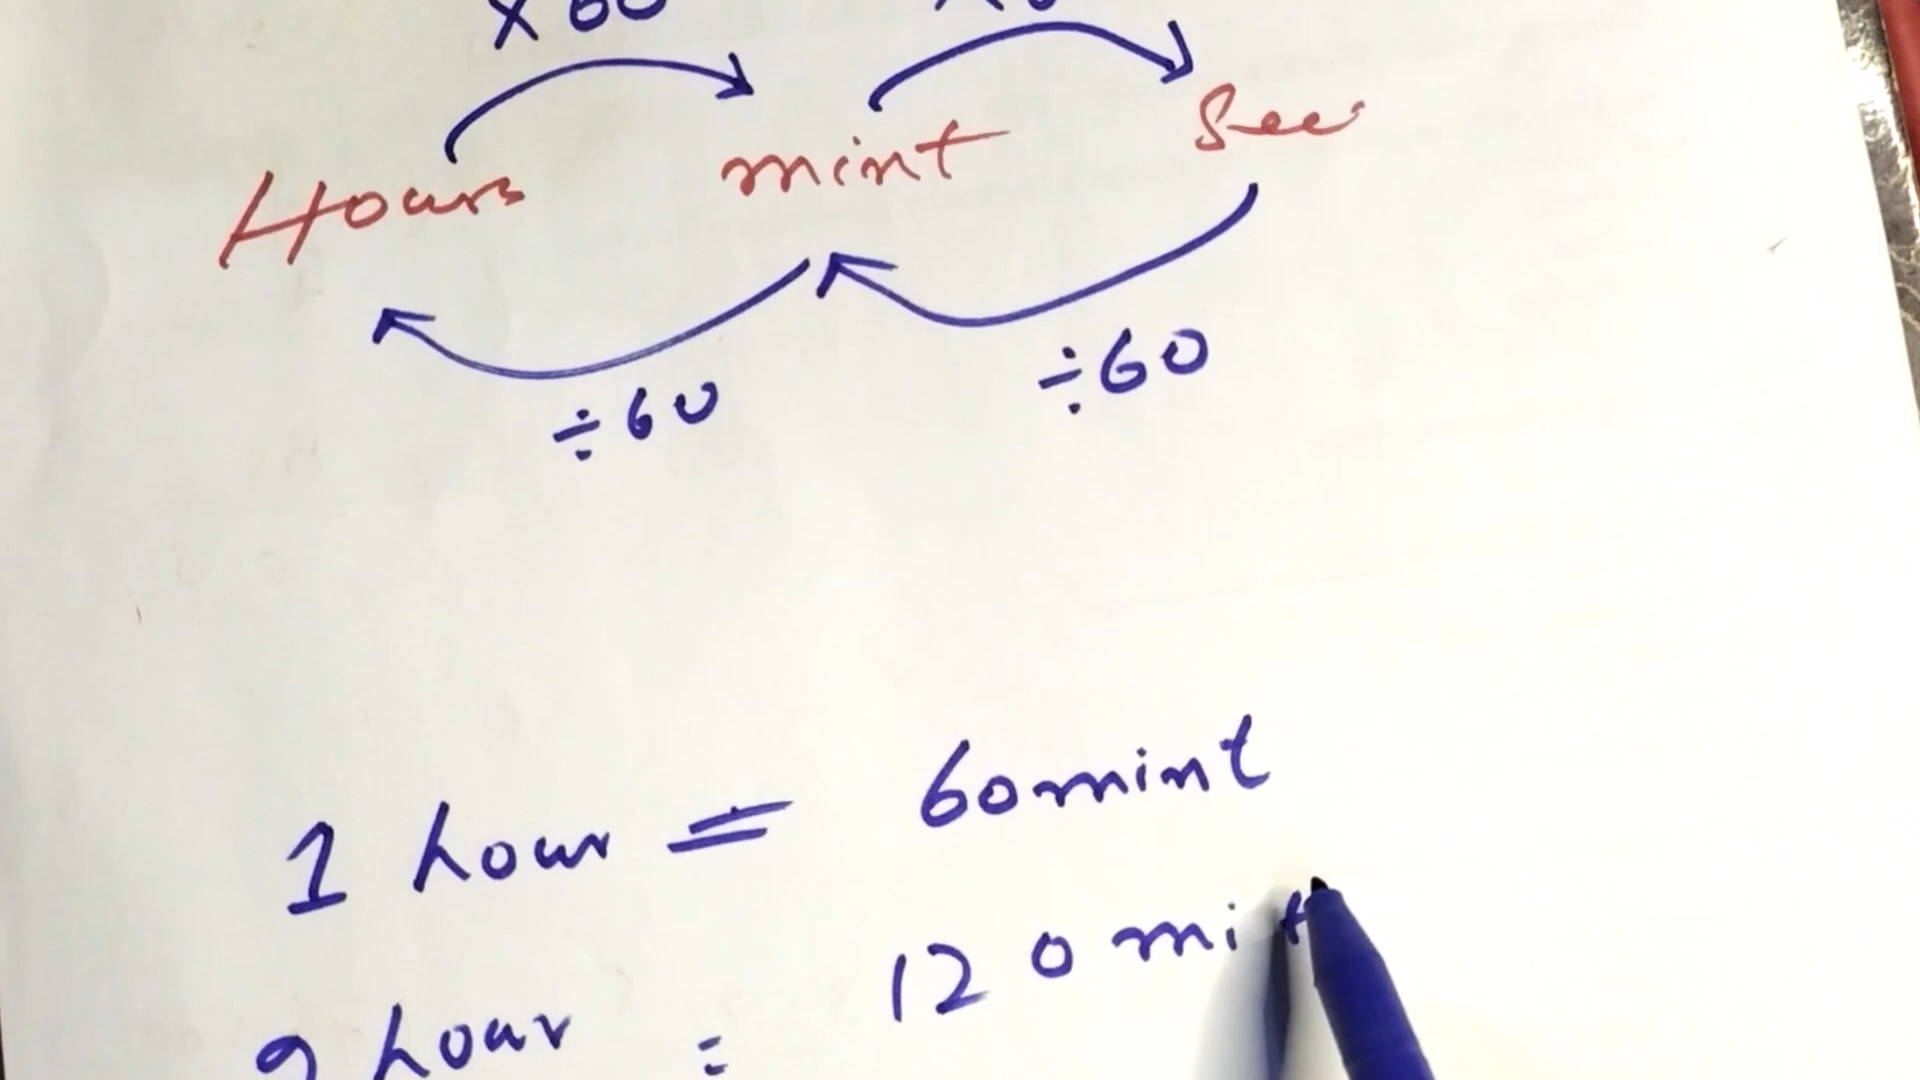 × 60
Hours mint Sec
÷60 ÷60
1 hour = 60mint
120 mi
hour =